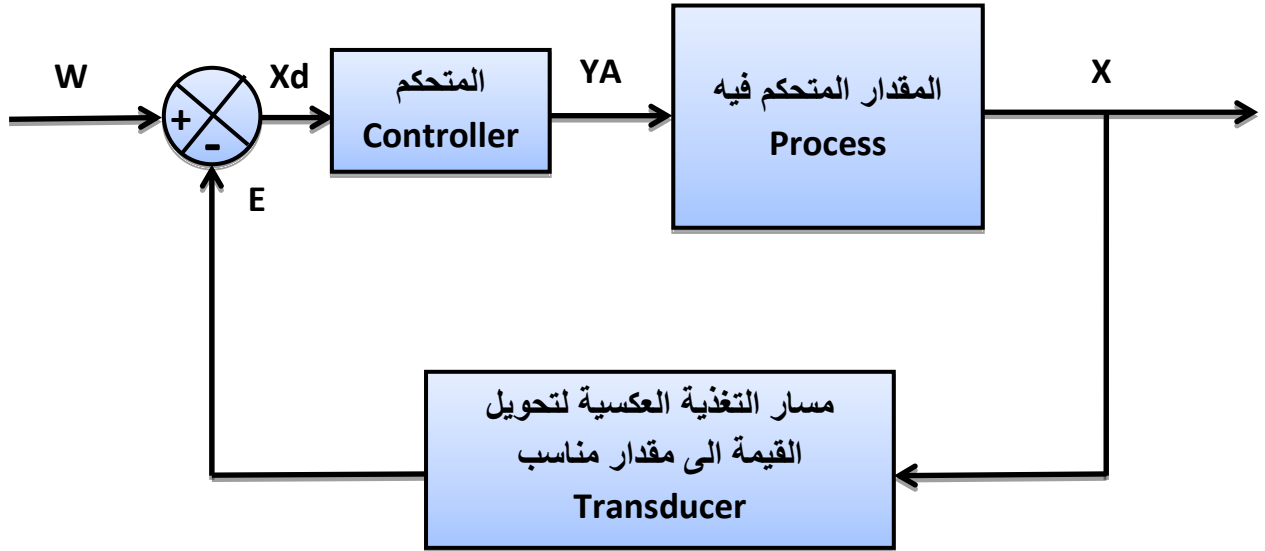 W
+
-
Xd
المتحكم
Controller
YA
المقدار المتحكم فيه
Process
X
E
مسار التغذية العكسية لتحويل
القيمة الى مقدار مناسب
Transducer